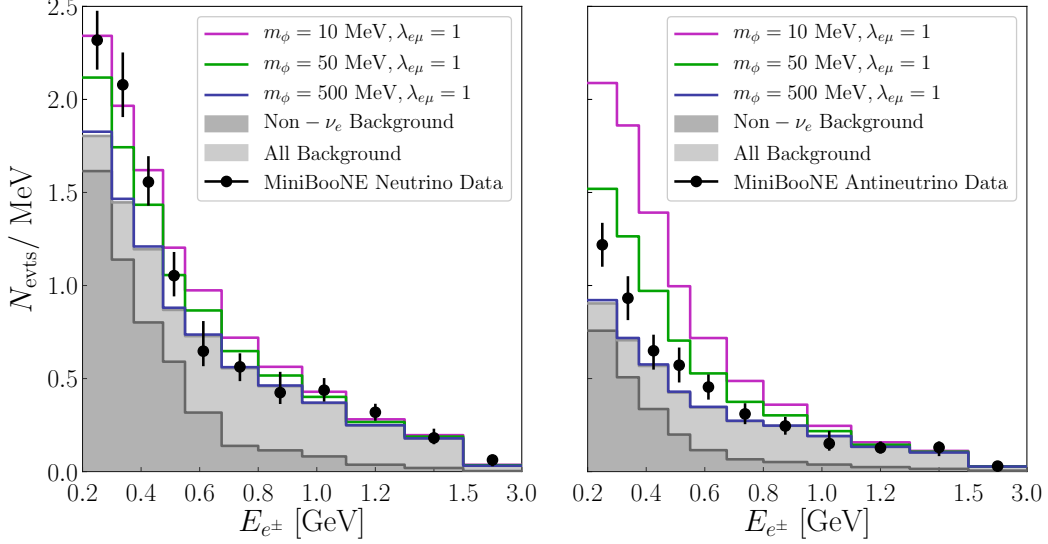 2.5
2.0
1.5
1.0
0.5
0.0
N_evts/ MeV
m_ϕ = 10 MeV, λ_eμ = 1
m_ϕ = 50 MeV, λ_eμ = 1
m_ϕ = 500 MeV, λ_eμ = 1
Non − ν_e Background
All Background
MiniBooNE Neutrino Data
0.2 0.4 0.6 0.8 1.0 1.2 1.5 3.0
E_e± [GeV]
m_ϕ = 10 MeV, λ_eμ = 1
m_ϕ = 50 MeV, λ_eμ = 1
m_ϕ = 500 MeV, λ_eμ = 1
Non − ν_e Background
All Background
MiniBooNE Antineutrino Data
0.2 0.4 0.6 0.8 1.0 1.2 1.5 3.0
E_e± [GeV]